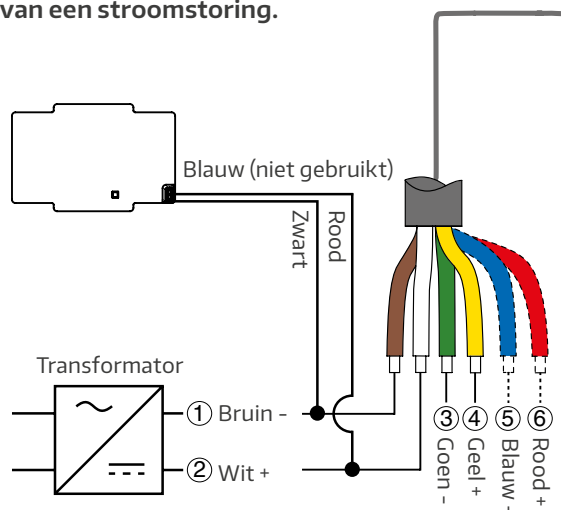 van een stroomstoring.
Blauw (niet gebruikt)
Rood
Zwart
Transformator
1 Bruin -
2 Wit +
3 Goen -
4 Geel +
5 Blauw -
6 Rood +